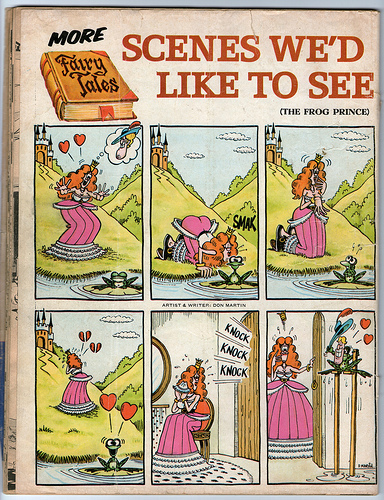 MORE
Fairy
Tales
SCENES WE'D
LIKE TO SEE
(THE FROG PRINCE)
SMAK
ARTIST & WRITER: DON MARTIN
KNOCK
KNOCK
KNOCK